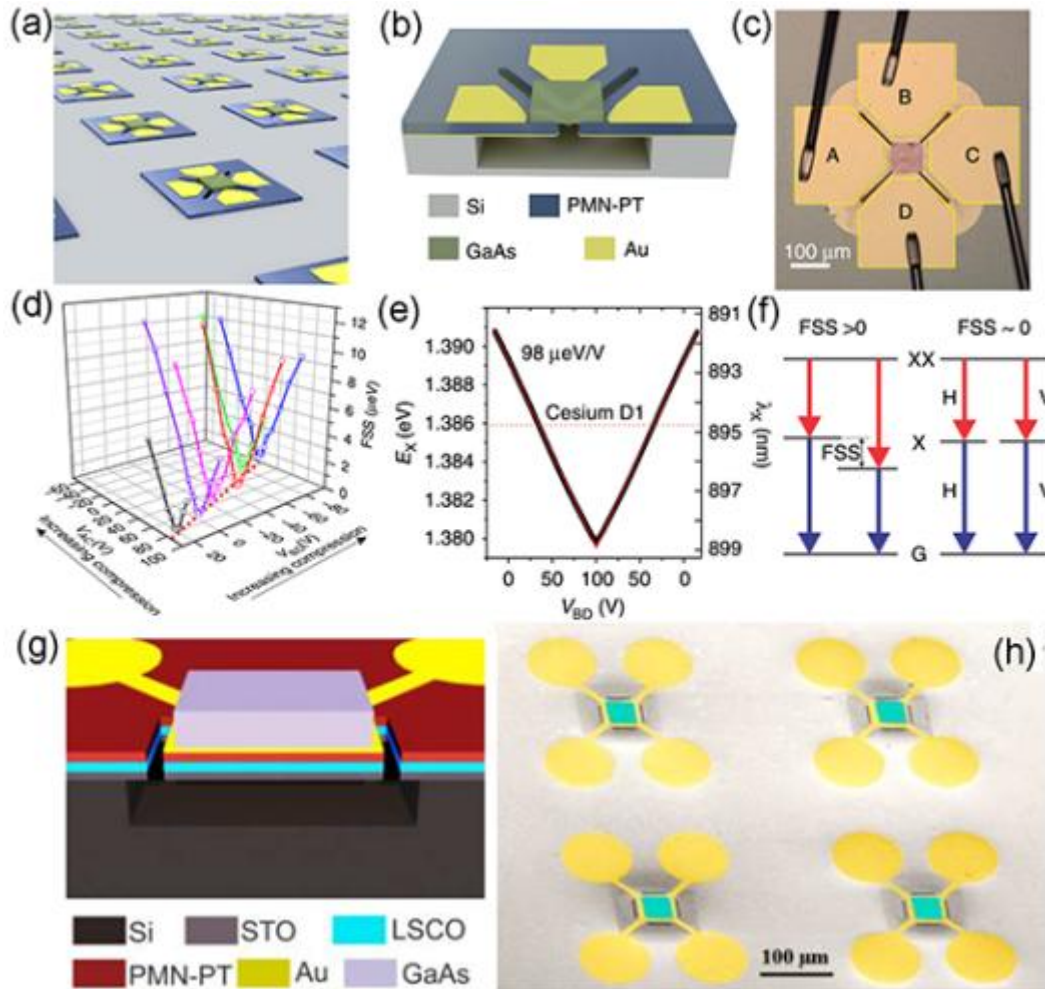 (a)
(b)
Si
PMN-PT
GaAs
Au
(c)
A
B
C
D
100 μm
(d)
FSS (μeV)
12
10
8
6
4
2
0
V_AC (V)
Increasing compression
V_BD (V)
Increasing compression
(e)
98 μeV/V
Cesium D1
E_X (eV)
1.390
1.388
1.386
1.384
1.382
1.380
0 50 100 50 0
V_BD (V)
891
893
895
897
899
λ_X (nm)
(f)
FSS >0 FSS ~ 0
XX
H
H V
FSS
X
H
H V
G
(g)
Si STO LSCO
PMN-PT Au GaAs
(h)
100 μm